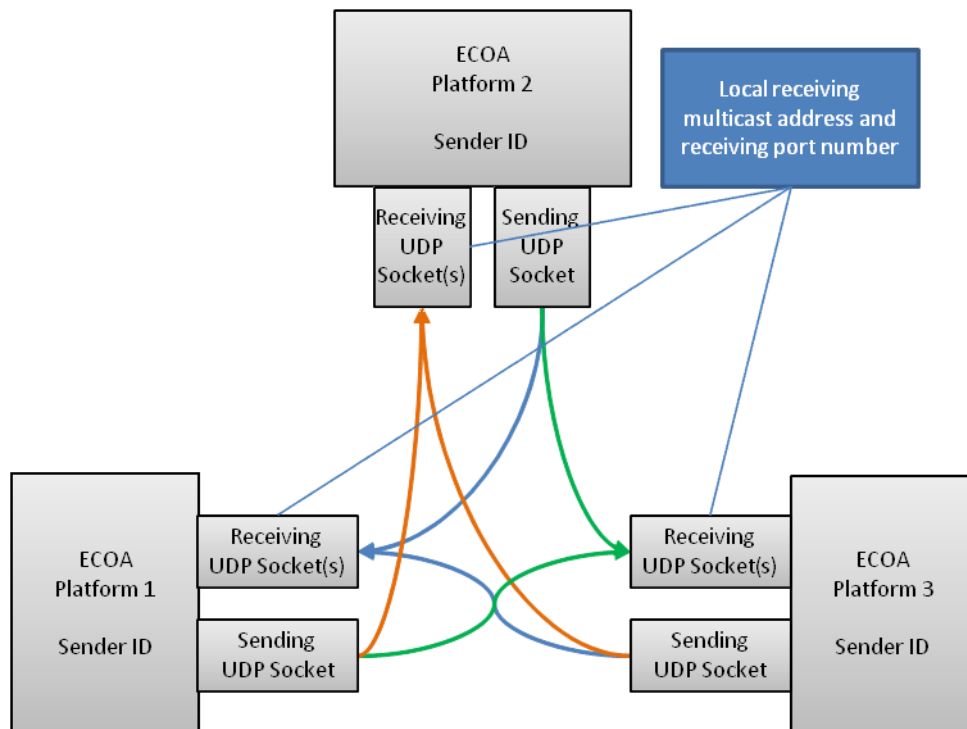 ECOA
Platform 2
Sender ID
Local receiving
multicast address and
receiving port number
Receiving
UDP
Socket(s)
Sending
UDP
Socket
ECOA
Platform 1
Sender ID
Receiving
UDP Socket(s)
Sending
UDP Socket
Receiving
UDP Socket(s)
Sending
UDP Socket
ECOA
Platform 3
Sender ID